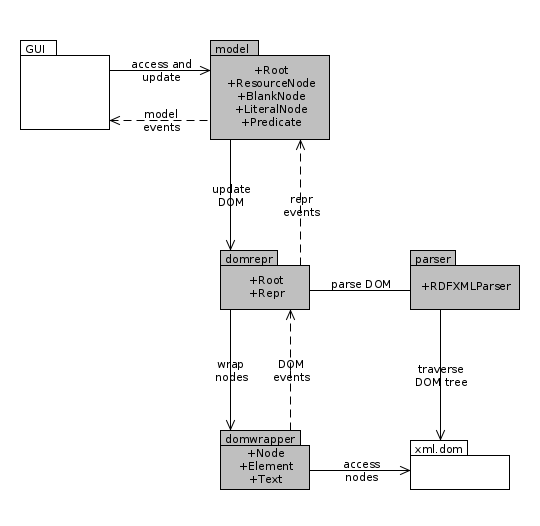 GUI
model
access and
update
+Root
+ResourceNode
+BlankNode
+LiteralNode
+Predicate
model
events
update
DOM
repr
events
domrepr
+Root
+Repr
parse DOM
parser
+RDFXMLParser
wrap
nodes
DOM
events
traverse
DOM tree
domwrapper
+Node
+Element
+Text
access
nodes
xml.dom